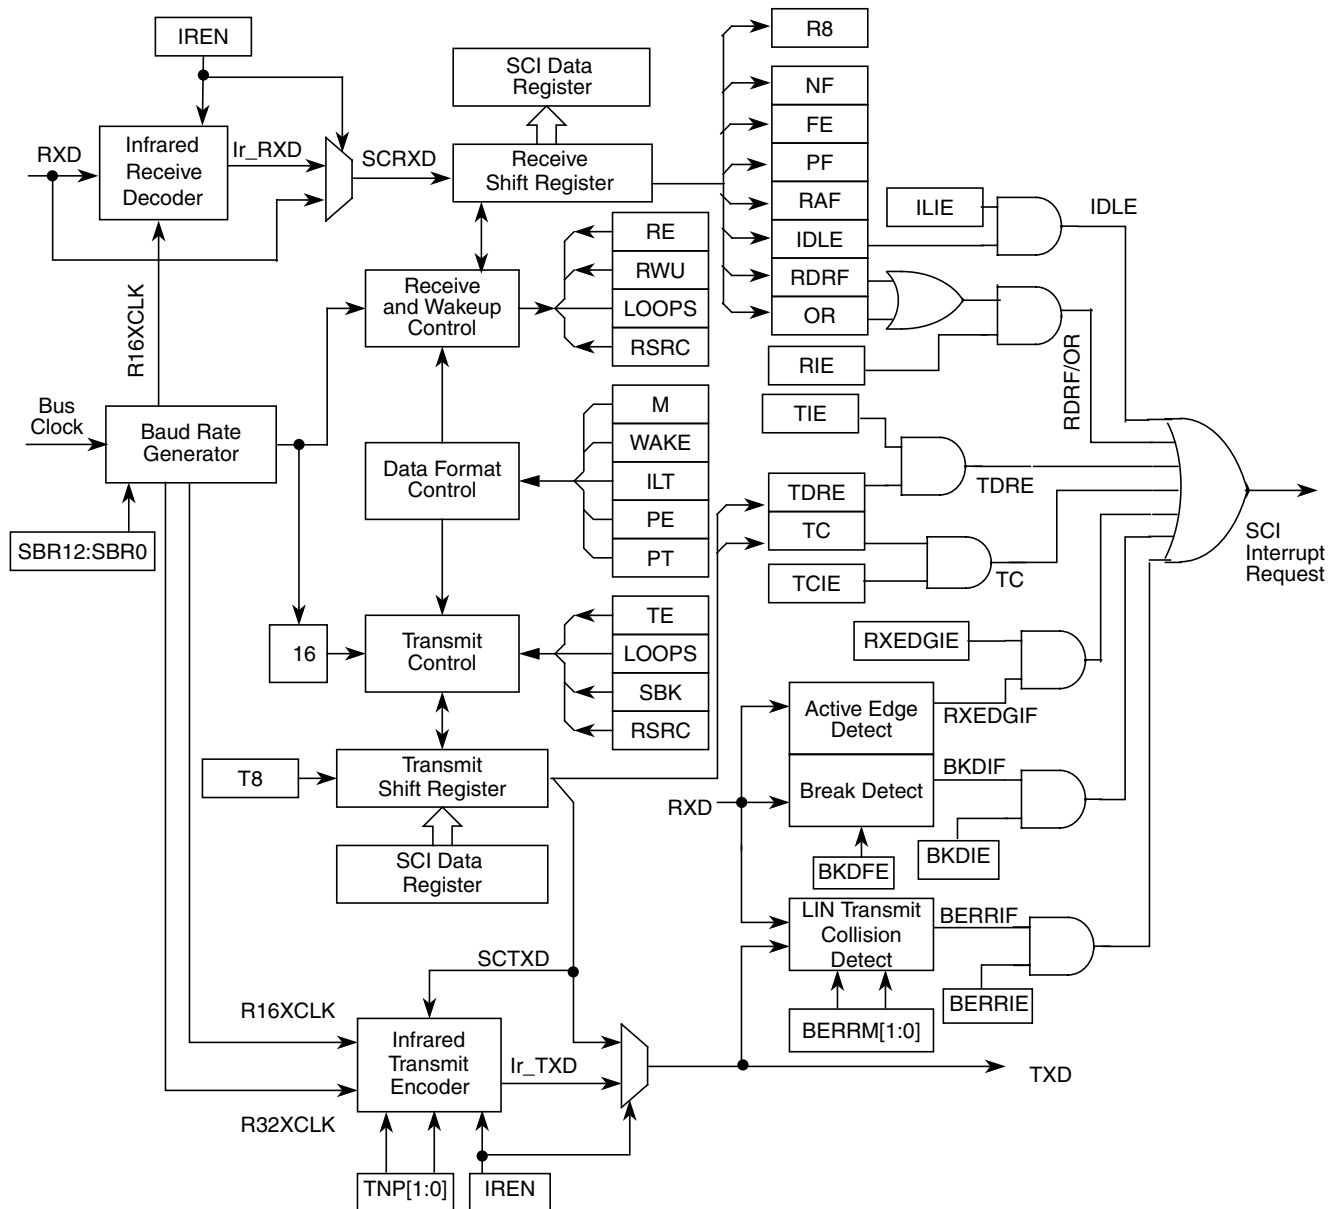 IREN
SCI Data
Register
R8
NF
FE
PF
RAF
IDLE
RDRF
OR
RXD
Infrared
Receive
Decoder
Ir_RXD
SCRXD
Receive
Shift Register
ILIE
IDLE
RE
RWU
LOOPS
RSRC
Receive
and Wakeup
Control
R16XCLK
RIE
RDRF/OR
Bus
Clock
Baud Rate
Generator
M
WAKE
ILT
PE
PT
Data Format
Control
TIE
TDRE
TC
TDRE
TCIE
TC
SBR12:SBR0
SCI
Interrupt
Request
16
Transmit
Control
TE
LOOPS
SBK
RSRC
RXEDGIE
Active Edge
Detect
RXEDGIF
T8
Transmit
Shift Register
RXD
Break Detect
BKDIF
BKDIE
BKDFE
SCI Data
Register
LIN Transmit
Collision
Detect
BERRIF
BERRIE
BERRM[1:0]
SCTXD
R16XCLK
Infrared
Transmit
Encoder
Ir_TXD
TXD
R32XCLK
TNP[1:0]
IREN